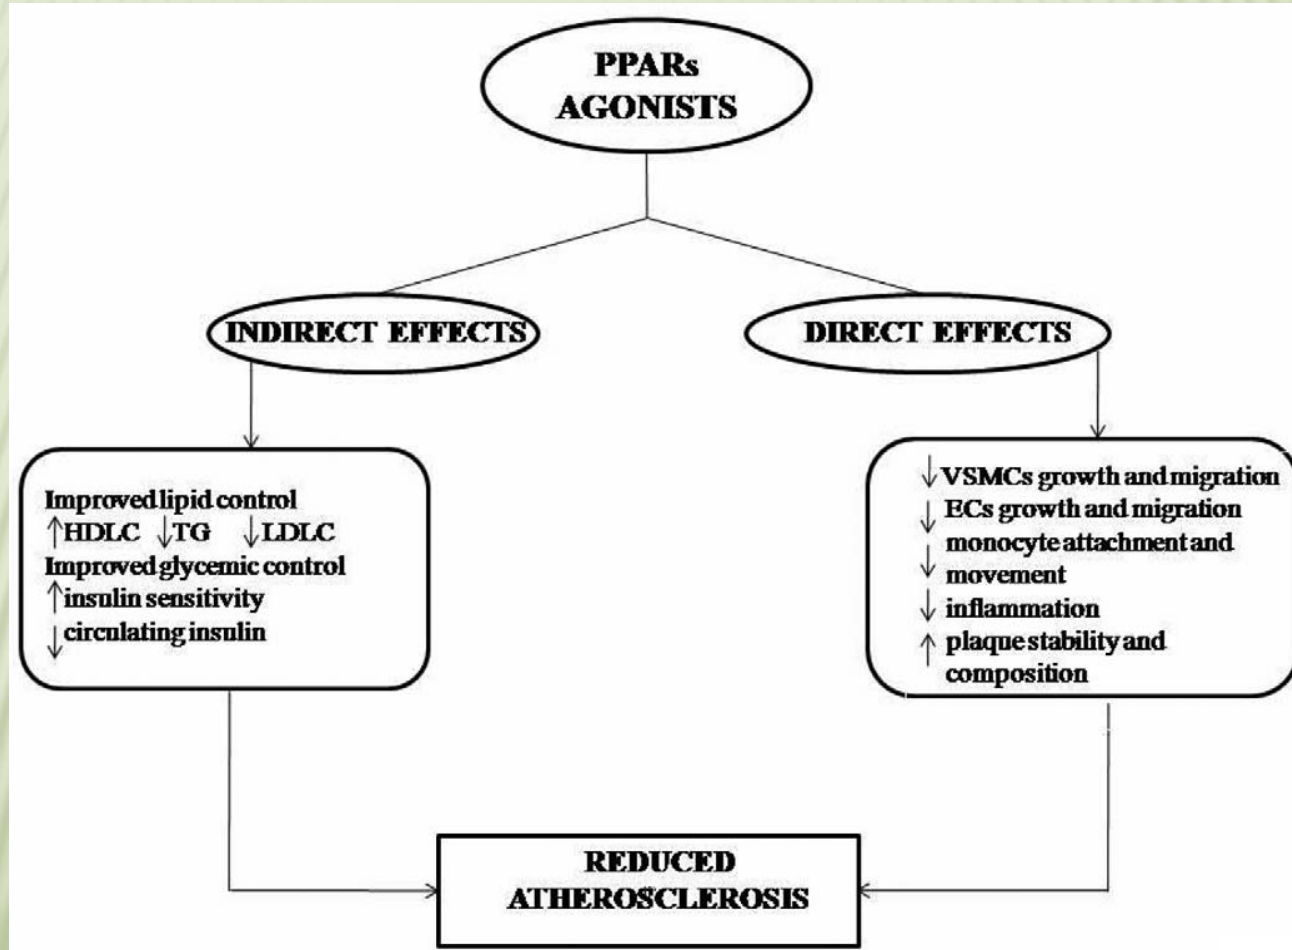 PPARs
AGONISTS
INDIRECT EFFECTS
DIRECT EFFECTS
Improved lipid control
↑HDLC ↓TG ↓LDLC
Improved glycemic control
↑insulin sensitivity
↓circulating insulin
↓VSMCs growth and migration
↓ECs growth and migration
↓monocyte attachment and
movement
↓inflammation
↑plaque stability and
composition
REDUCED
ATHEROSCLEROSIS